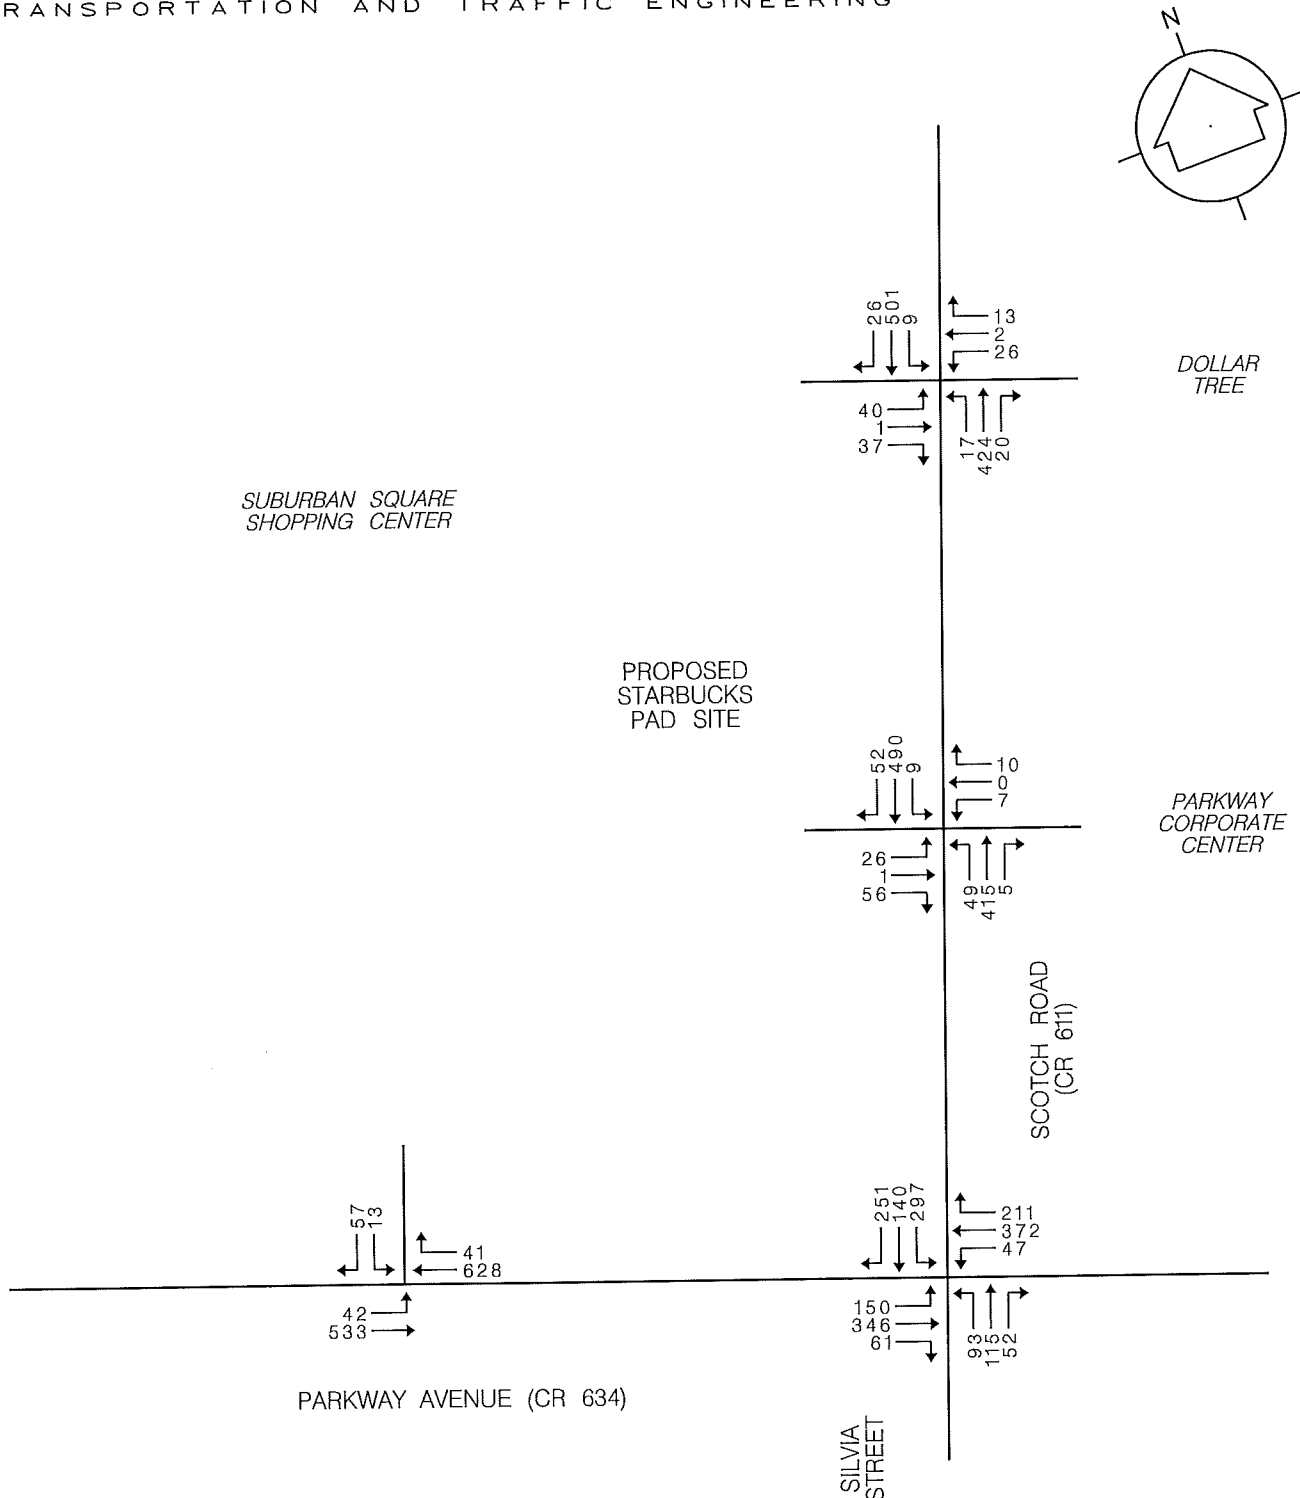 RANSPORTATION AND TRAFFIC ENGINEERING
N
26
501
9
13
2
26
DOLLAR
TREE
40
1
37
17
424
20
SUBURBAN SQUARE
SHOPPING CENTER
PROPOSED
STARBUCKS
PAD SITE
52
490
9
10
0
7
PARKWAY
CORPORATE
CENTER
26
1
56
49
415
5
SCOTCH ROAD
(CR 611)
57
13
41
628
42
533
251
140
297
211
372
47
150
346
61
93
115
52
PARKWAY AVENUE (CR 634)
SILVIA
STREET